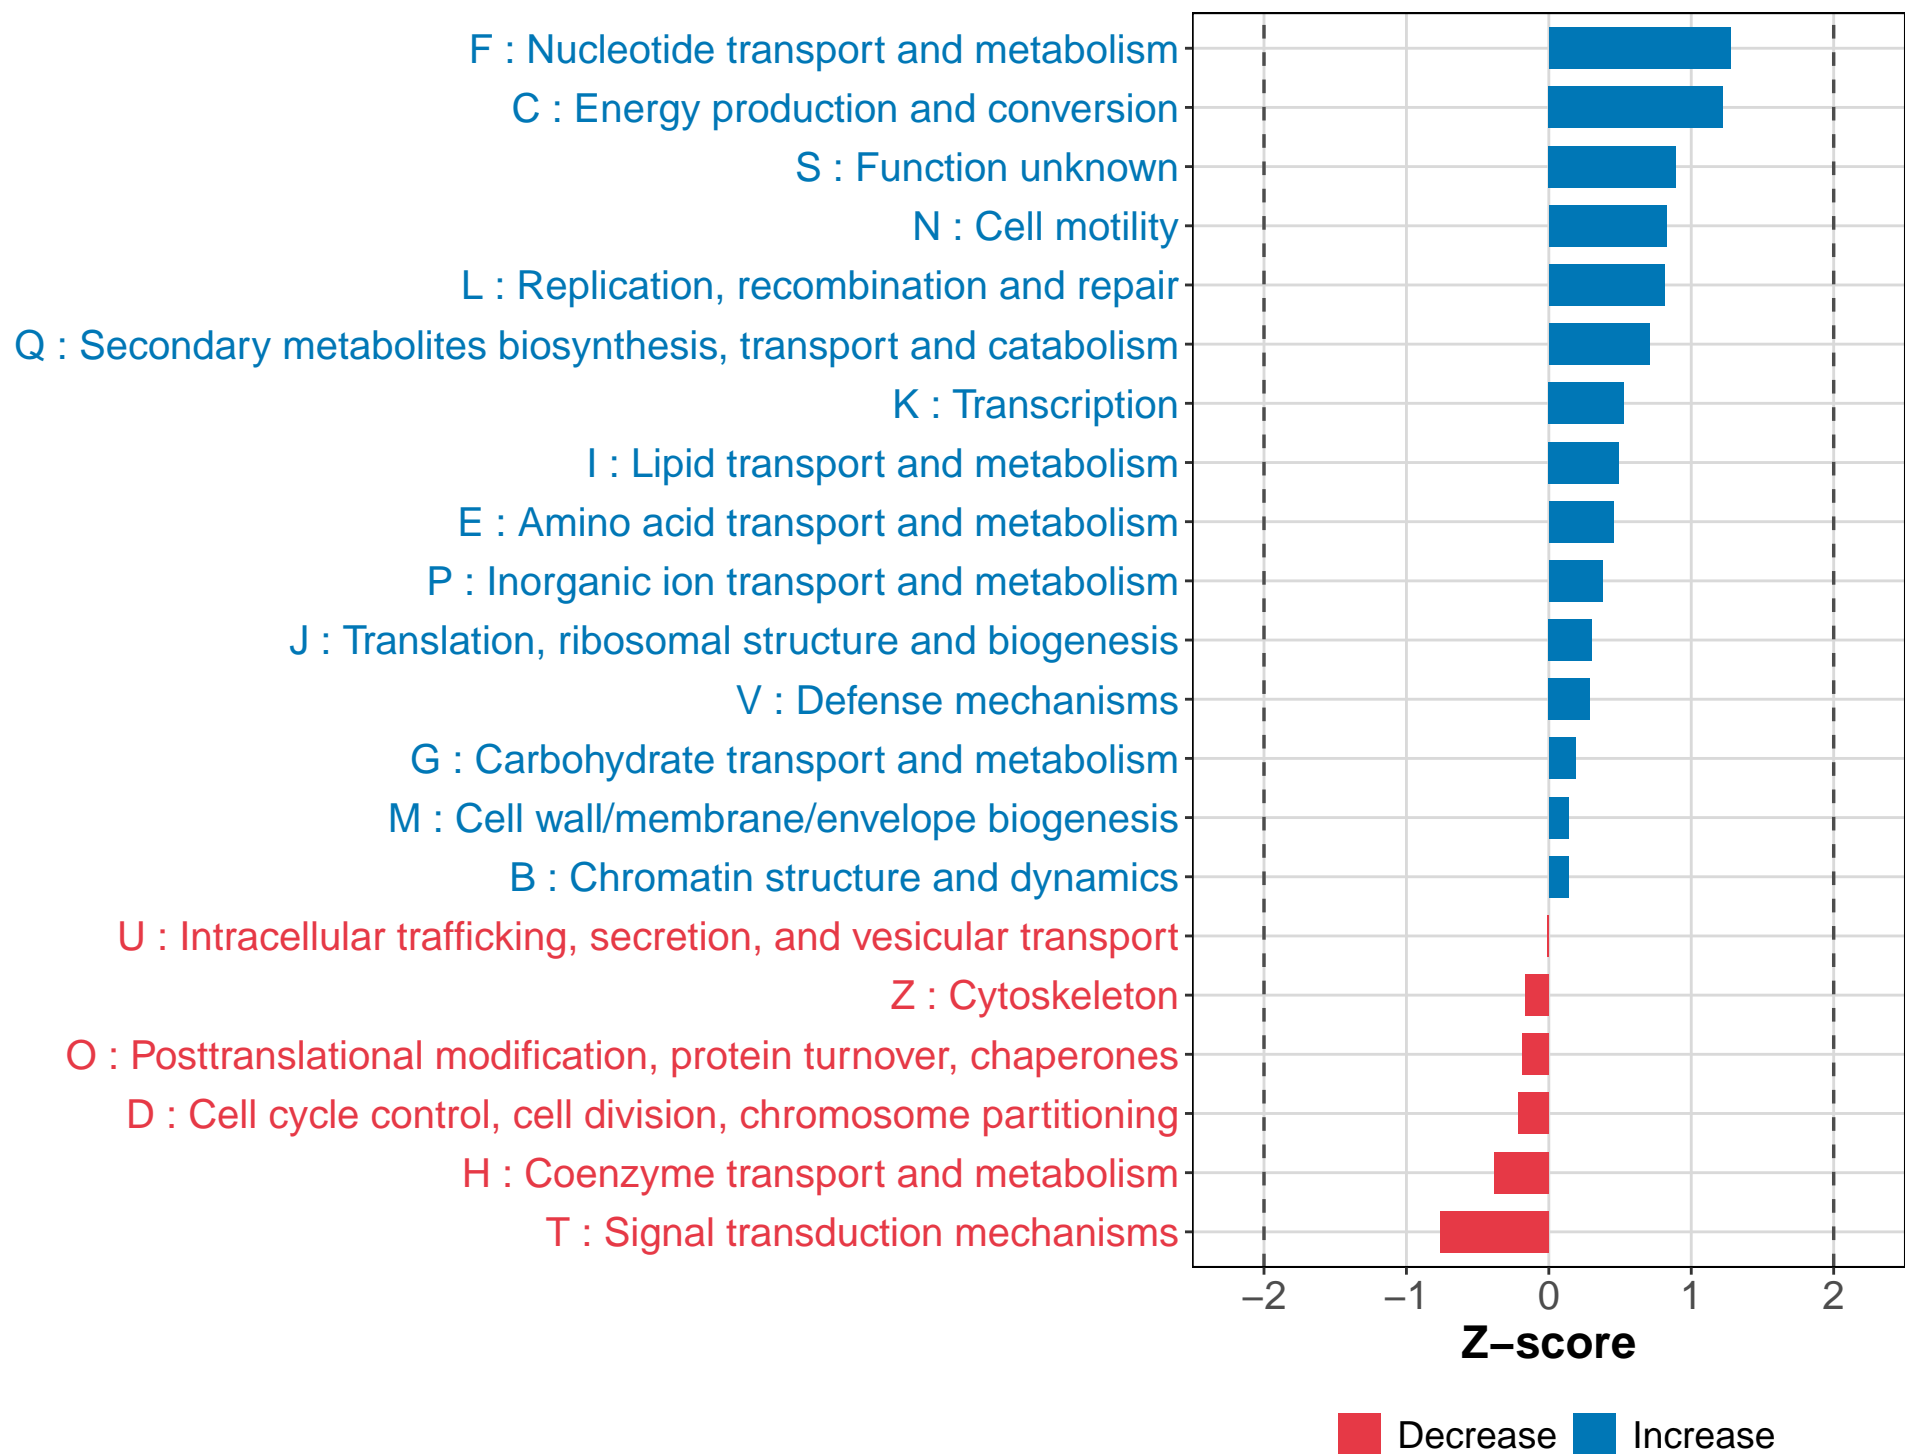 F : Nucleotide transport and metabolism
C : Energy production and conversion
S : Function unknown
N : Cell motility
L : Replication, recombination and repair
Q : Secondary metabolites biosynthesis, transport and catabolism
K : Transcription
I : Lipid transport and metabolism
E : Amino acid transport and metabolism
P : Inorganic ion transport and metabolism
J : Translation, ribosomal structure and biogenesis
V : Defense mechanisms
G : Carbohydrate transport and metabolism
M : Cell wall/membrane/envelope biogenesis
B : Chromatin structure and dynamics
U : Intracellular trafficking, secretion, and vesicular transport
Z : Cytoskeleton
O : Posttranslational modification, protein turnover, chaperones
D : Cell cycle control, cell division, chromosome partitioning
H : Coenzyme transport and metabolism
T : Signal transduction mechanisms
−2 −1 0 1 2
Z−score
Decrease Increase